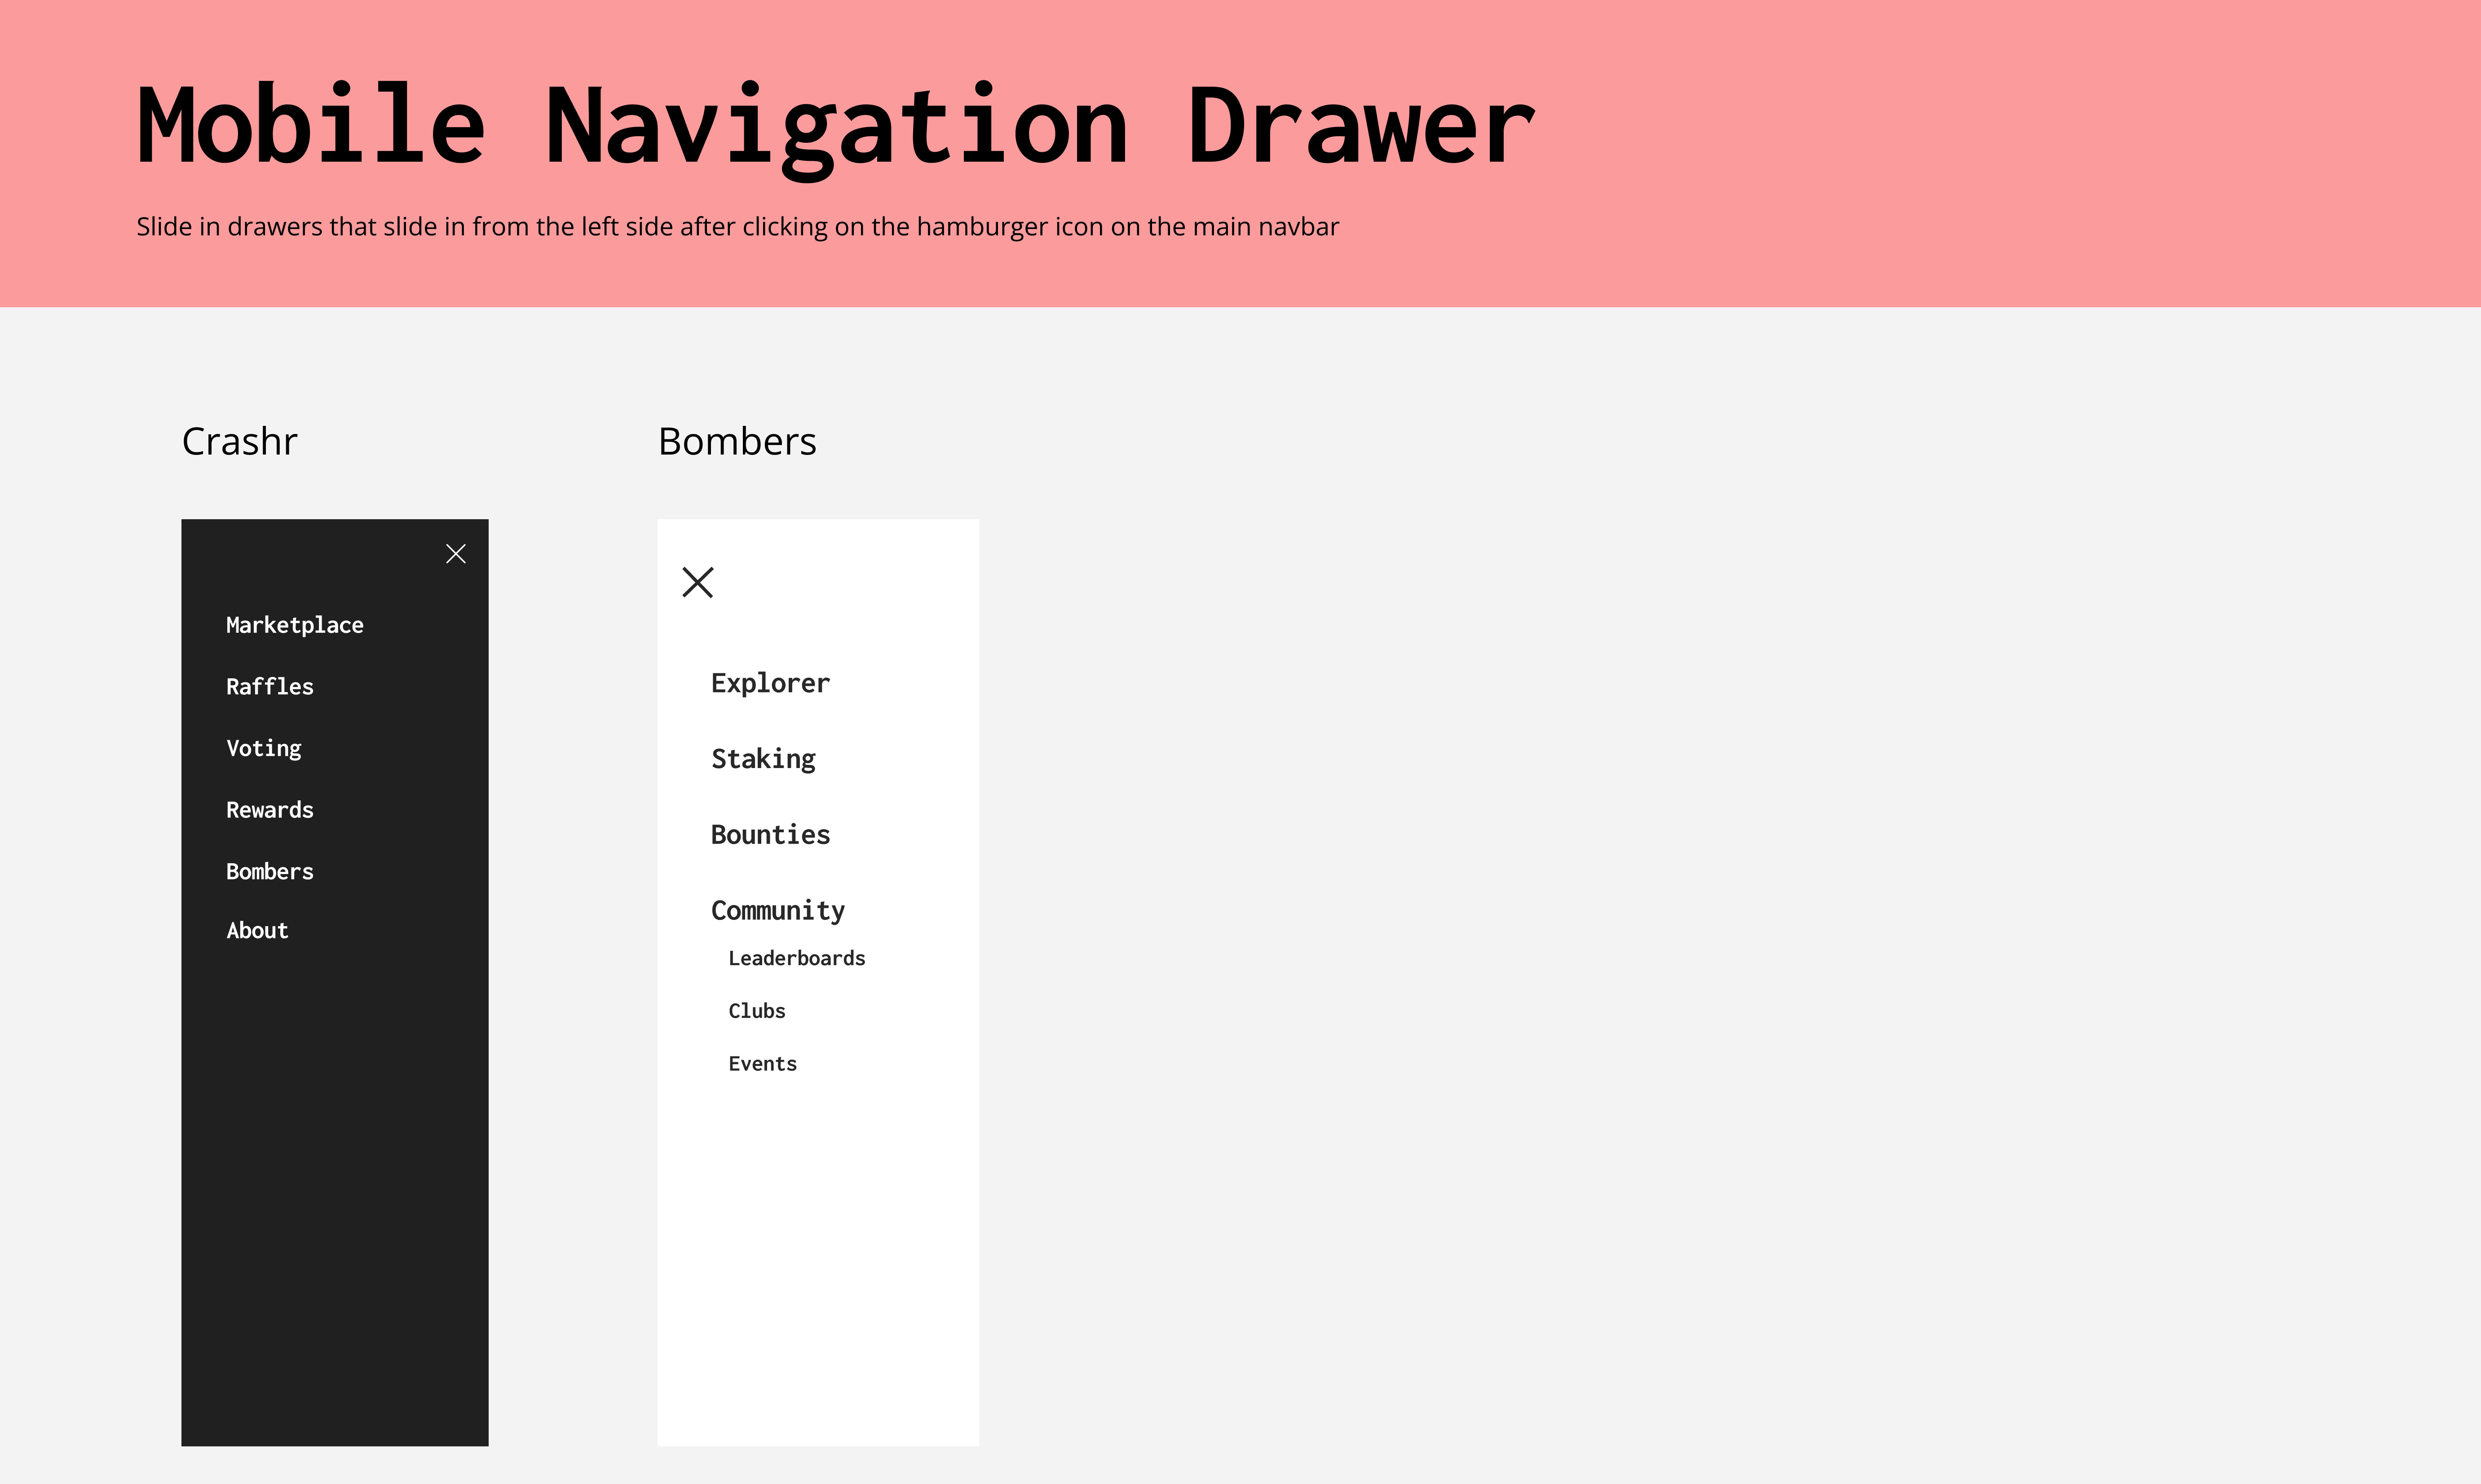 Mobile Navigation Drawer
Slide in drawers that slide in from the left side after clicking on the hamburger icon on the main navbar
Crashr
Marketplace
Raffles
Voting
Rewards
Bombers
About
Bombers
Explorer
Staking
Bounties
Community
Leaderboards
Clubs
Events